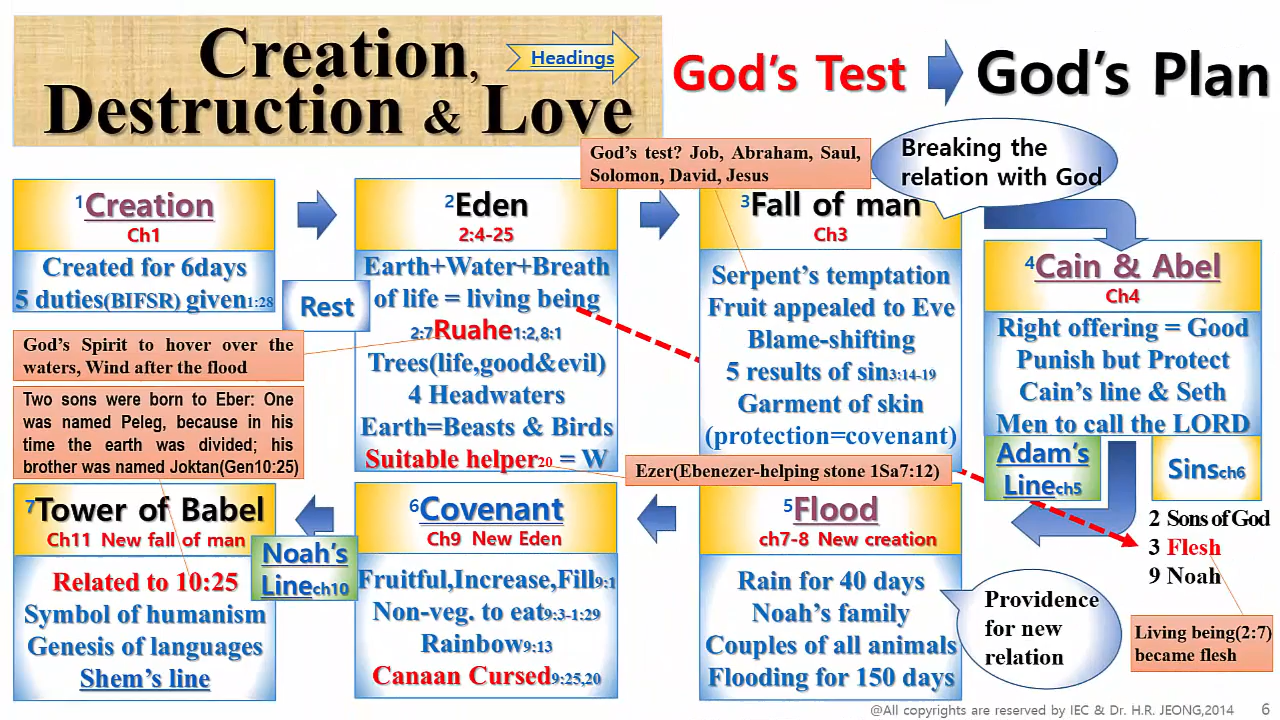 Creation,
Destruction & Love
Headings
God's Test
God's Plan
God's test? Job, Abraham, Saul,
Solomon, David, Jesus
Breaking the
relation with God
1Creation
Ch1
Created for 6days
5 duties(BIFSR) given1:28
Rest
2Eden
2:4-25
Earth+Water+Breath
of life = living being
2:7Ruahe1:2,8:1
Trees(life,good&evil)
4 Headwaters
Earth=Beasts & Birds
Suitable helper20 = W
3Fall of man
Ch3
Serpent's temptation
Fruit appealed to Eve
Blame-shifting
5 results of sin3:14-19
Garment of skin
(protection=covenant)
4Cain & Abel
Ch4
Right offering = Good
Punish but Protect
Cain's line & Seth
Men to call the LORD
God's Spirit to hover over the
waters, Wind after the flood
Two sons were born to Eber: One
was named Peleg, because in his
time the earth was divided; his
brother was named Joktan(Gen10:25)
Ezer(Ebenezer-helping stone 1Sa7:12)
Adam's
Linech5
Sinsch6
2 Sons of God
3 Flesh
9 Noah
Living being(2:7)
became flesh
5Flood
ch7-8 New creation
Rain for 40 days
Noah's family
Couples of all animals
Flooding for 150 days
Providence
for new
relation
6Covenant
Ch9 New Eden
Fruitful,Increase,Fill9:1
Non-veg. to eat9:3-1:29
Rainbow9:13
Canaan Cursed9:25,20
Noah's
Linech10
7Tower of Babel
Ch11 New fall of man
Related to 10:25
Symbol of humanism
Genesis of languages
Shem's line
@All copyrights are reserved by IEC & Dr. H.R. JEONG,2014
6